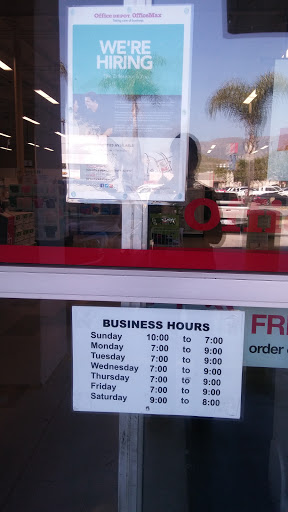 Office DEPOT OfficeMax
WE'RE
HIRING
BUSINESS HOURS
Sunday 10:00 to 7:00
Monday 7:00 to 9:00
Tuesday 7:00 to 9:00
Wednesday 7:00 to 9:00
Thursday 7:00 to 9:00
Friday 7:00 to 9:00
Saturday 9:00 to 8:00
order